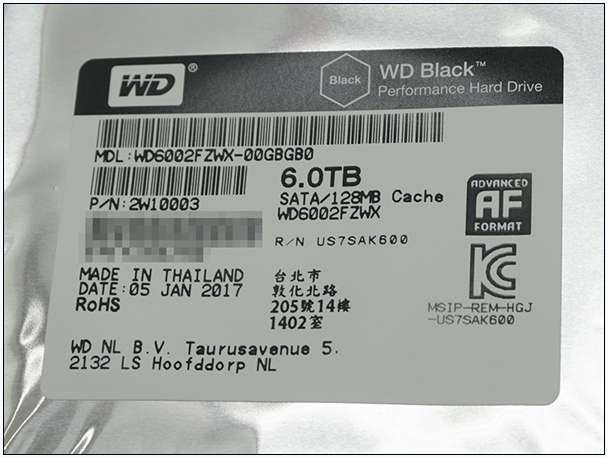 WD®
Black
WD Black™
Performance Hard Drive
MDL:WD6002FZWX-00GBGB0
P/N:2W10003
6.0TB
SATA/128MB Cache
WD6002FZWX
R/N US7SAK600
ADVANCED
AF
FORMAT
MADE IN THAILAND
DATE:05 JAN 2017
RoHS
台北市
敦化北路
205號14樓
1402室
MSIP-REM-HGJ
-US7SAK600
WD NL B.V. Taurusavenue 5.
2132 LS Hoofddorp NL